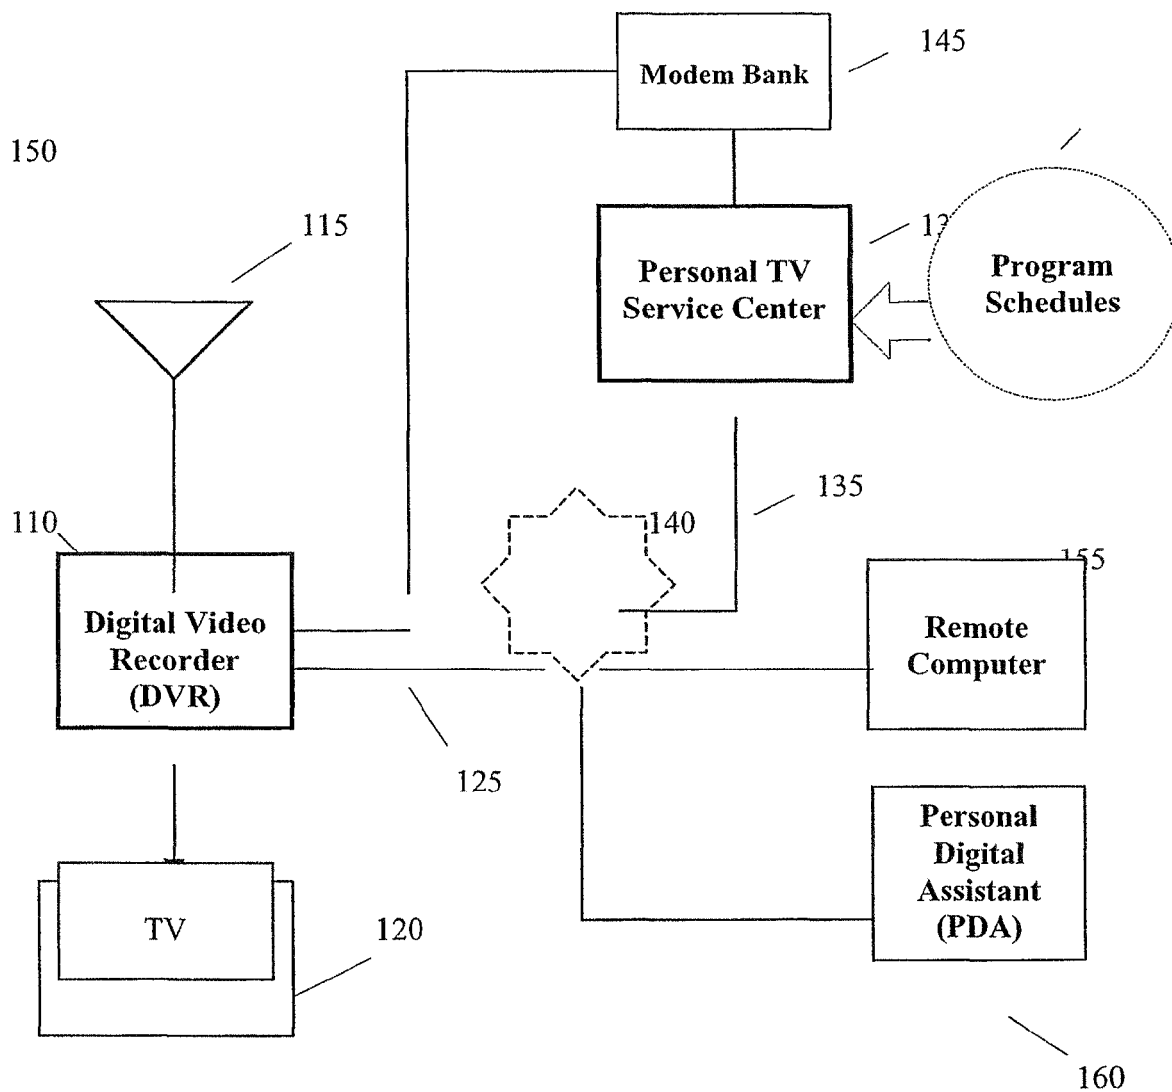 145
Modem Bank
150
115
Personal TV
Service Center
Program
Schedules
135
110
140
155
Digital Video
Recorder
(DVR)
Remote
Computer
125
Personal
Digital
Assistant
(PDA)
TV
120
160